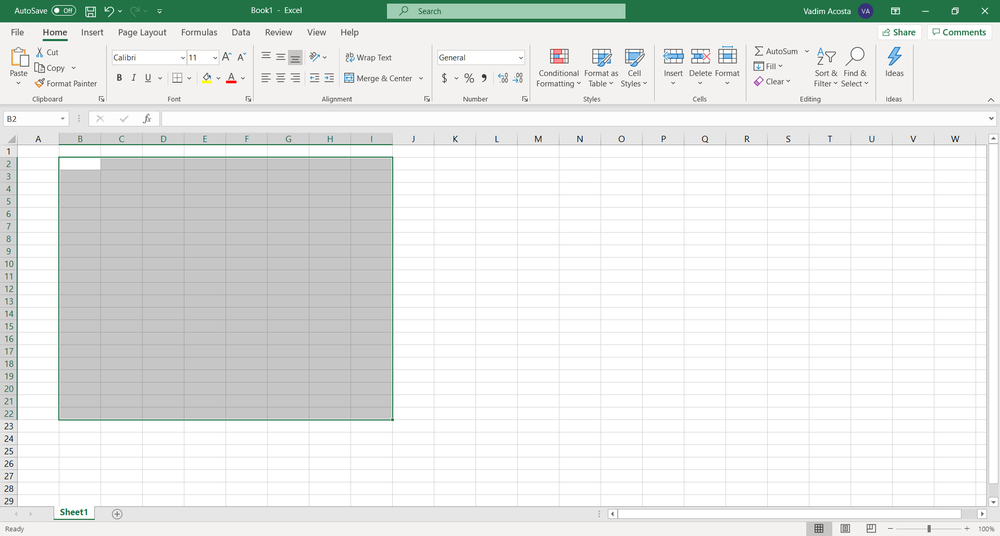 AutoSave Off Book1 - Excel Search Vadim Acosta VA
File Home Insert Page Layout Formulas Data Review View Help Share Comments
Paste Cut Copy Format Painter Clipboard
Calibri 11 A A B I U A Font
ab Wrap Text Merge & Center Alignment
General $ % , .00 .0 Number
Conditional Formatting Format as Table Cell Styles Styles
Insert Delete Format Cells
AutoSum Fill Clear Sort & Filter Find & Select Editing
Ideas Ideas
B2 fx
A B C D E F G H I J K L M N O P Q R S T U V W
1
2
3
4
5
6
7
8
9
10
11
12
13
14
15
16
17
18
19
20
21
22
23
24
25
26
27
28
29
Sheet1
Ready 100%